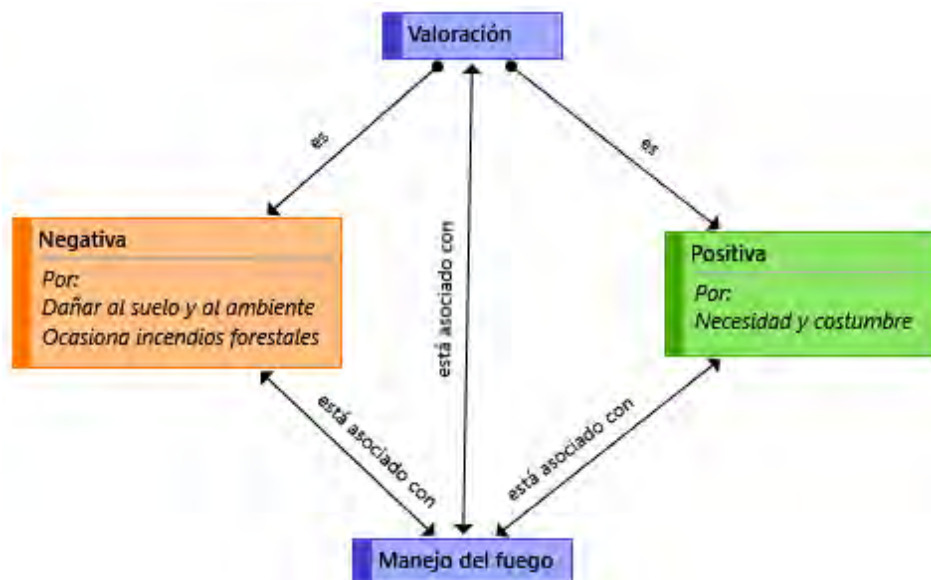 Valoración
es
es
está asociado con
Negativa
Por:
Dañar al suelo y al ambiente
Ocasiona incendios forestales
Positiva
Por:
Necesidad y costumbre
está asociado con
está asociado con
Manejo del fuego